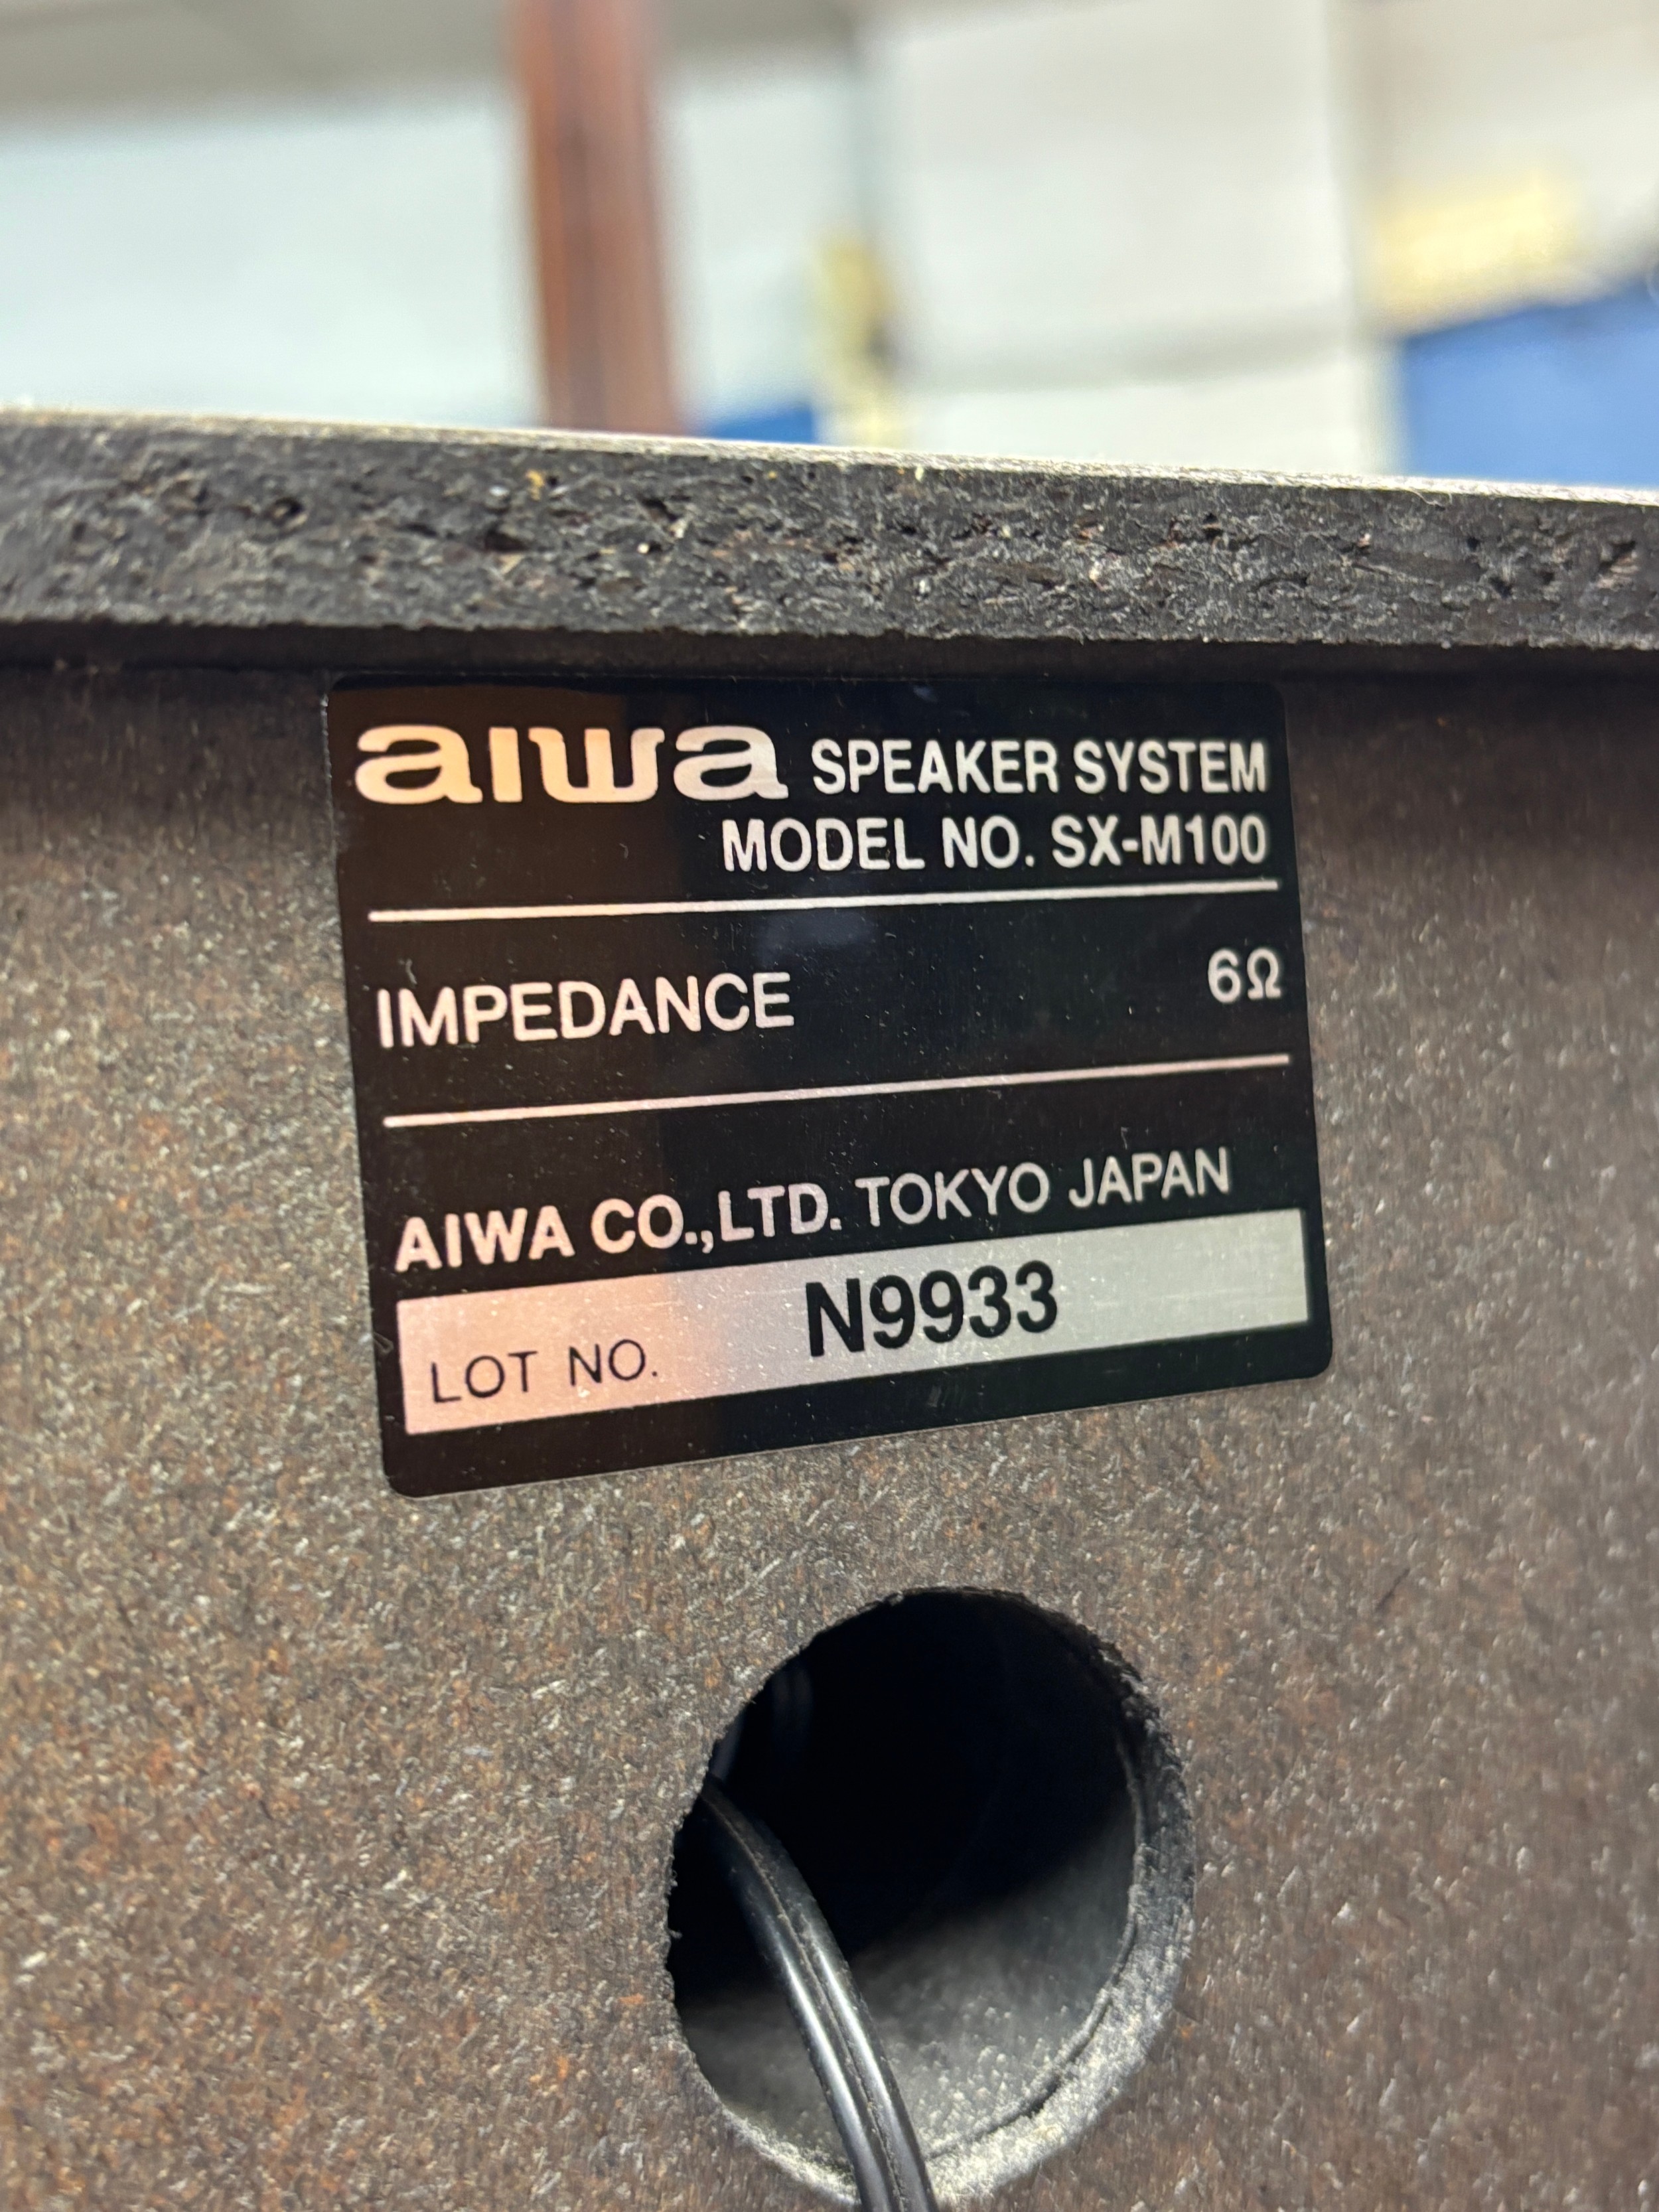 aiwa SPEAKER SYSTEM
MODEL NO. SX-M100
IMPEDANCE 6Ω
AIWA CO.,LTD. TOKYO JAPAN
LOT NO. N9933